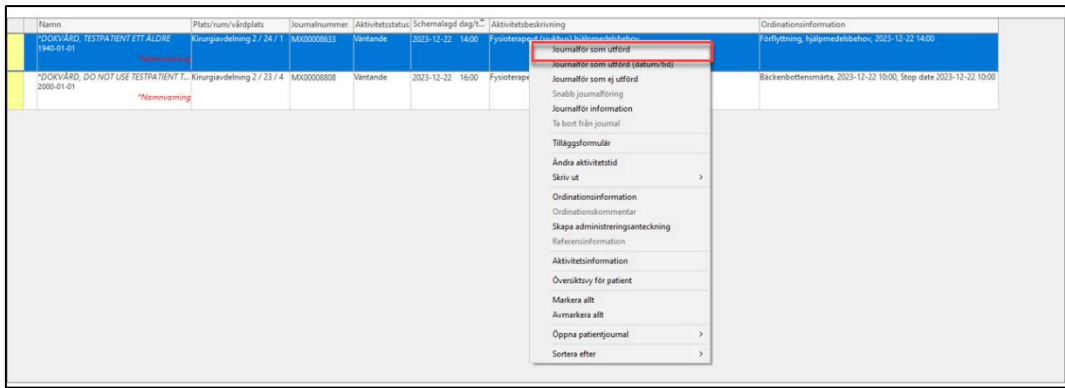 Namn Plats/rum/vårdplats Journalnummer Aktivitetsstatus Schemalagd dag/t... Aktivitetsbeskrivning Ordinationsinformation
*DOKVÅRD, TESTPATIENT ETT ÄLDRE Kirurgiavdelning 2 / 24 / 1 MX00008633 Väntande 2023-12-22 14:00 Fysioterapeut (sjukhus) hjälpmedelsbehov Förflyttning, hjälpmedelsbehov, 2023-12-22 14:00
1940-01-01
*Namnvarning
*DOKVÅRD, DO NOT USE TESTPATIENT T... Kirurgiavdelning 2 / 23 / 4 MX00008808 Väntande 2023-12-22 16:00 Fysioterape Bäckenbottensmärta, 2023-12-22 10:00, Stop date 2023-12-22 10:00
2000-01-01
*Namnvarning
Journalför som utförd
Journalför som utförd (datum/tid)
Journalför som ej utförd
Snabb journalföring
Journalför information
Ta bort från journal
Tilläggsformulär
Ändra aktivitetstid
Skriv ut >
Ordinationsinformation
Ordinationskommentar
Skapa administreringsanteckning
Referensinformation
Aktivitetsinformation
Översiktsvy för patient
Markera allt
Avmarkera allt
Öppna patientjournal >
Sortera efter >